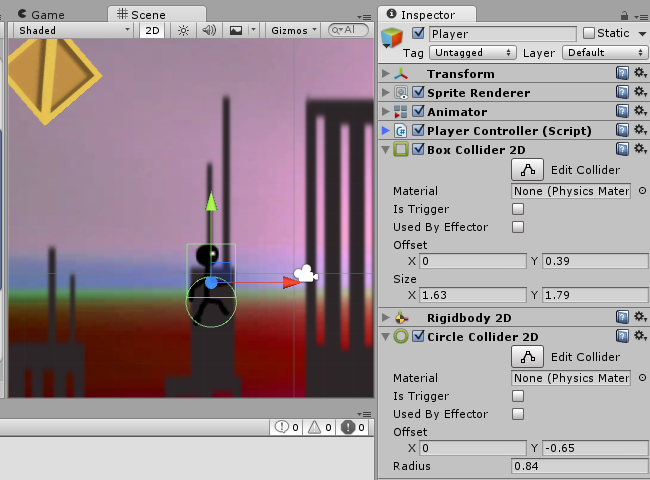 Game Scene
Shaded 2D Gizmos All
0 0 0
Inspector
Player Static
Tag Untagged Layer Default
Transform
Sprite Renderer
Animator
Player Controller (Script)
Box Collider 2D
Edit Collider
Material None (Physics Mater
Is Trigger
Used By Effector
Offset
X 0 Y 0.39
Size
X 1.63 Y 1.79
Rigidbody 2D
Circle Collider 2D
Edit Collider
Material None (Physics Mater
Is Trigger
Used By Effector
Offset
X 0 Y -0.65
Radius 0.84